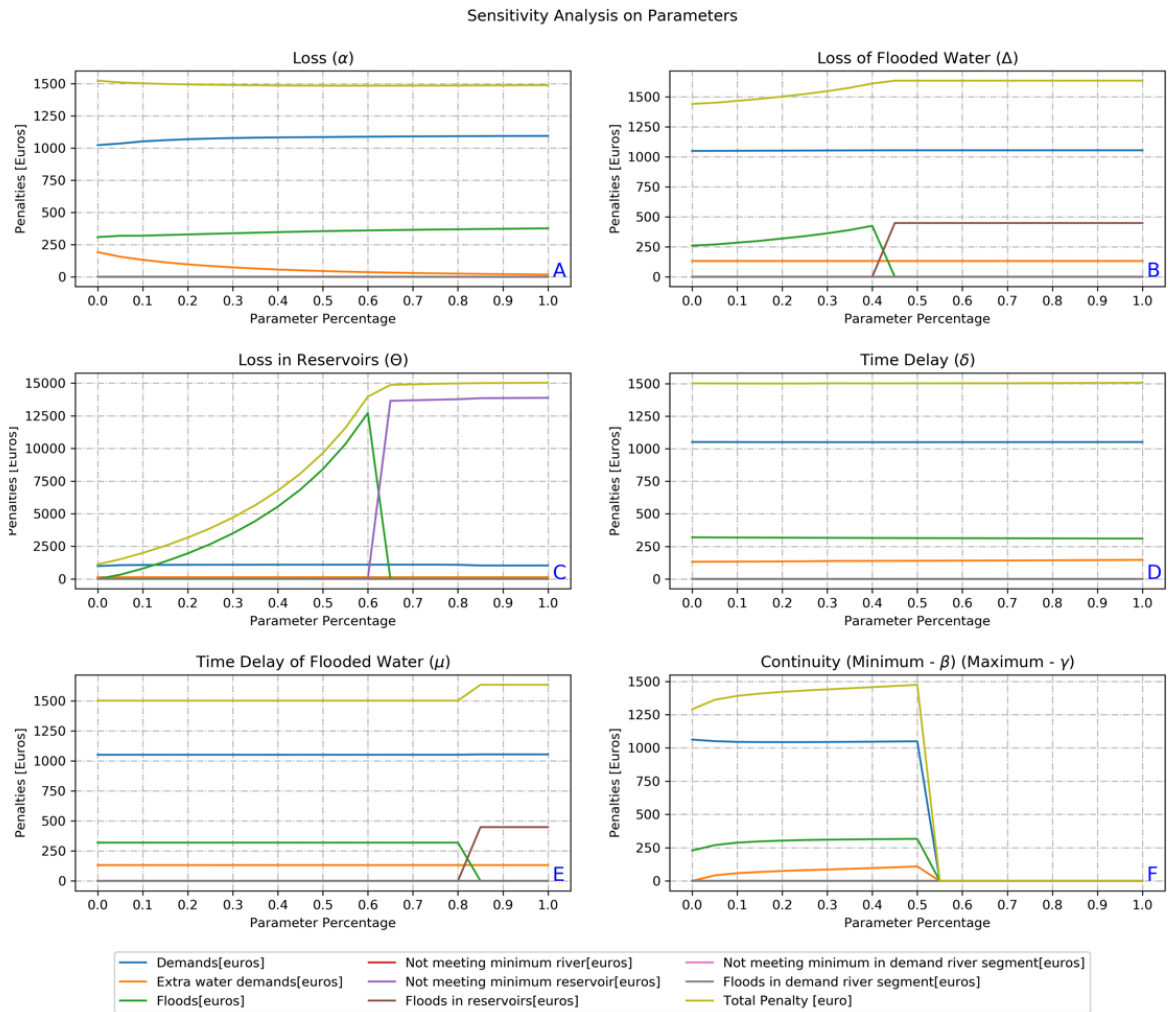 Sensitivity Analysis on Parameters
Loss (α)
Penalties [Euros]
1500
1250
1000
750
500
250
0
0.0 0.1 0.2 0.3 0.4 0.5 0.6 0.7 0.8 0.9 1.0
Parameter Percentage
A
Loss of Flooded Water (Δ)
Penalties [Euros]
1500
1250
1000
750
500
250
0
0.0 0.1 0.2 0.3 0.4 0.5 0.6 0.7 0.8 0.9 1.0
Parameter Percentage
B
Loss in Reservoirs (Θ)
Penalties [Euros]
15000
12500
10000
7500
5000
2500
0
0.0 0.1 0.2 0.3 0.4 0.5 0.6 0.7 0.8 0.9 1.0
Parameter Percentage
C
Time Delay (δ)
Penalties [Euros]
1500
1250
1000
750
500
250
0
0.0 0.1 0.2 0.3 0.4 0.5 0.6 0.7 0.8 0.9 1.0
Parameter Percentage
D
Time Delay of Flooded Water (μ)
Penalties [Euros]
1500
1250
1000
750
500
250
0
0.0 0.1 0.2 0.3 0.4 0.5 0.6 0.7 0.8 0.9 1.0
Parameter Percentage
E
Continuity (Minimum - β) (Maximum - γ)
Penalties [Euros]
1500
1250
1000
750
500
250
0
0.0 0.1 0.2 0.3 0.4 0.5 0.6 0.7 0.8 0.9 1.0
Parameter Percentage
F
Demands[euros]
Extra water demands[euros]
Floods[euros]
Not meeting minimum river[euros]
Not meeting minimum reservoir[euros]
Floods in reservoirs[euros]
Not meeting minimum in demand river segment[euros]
Floods in demand river segment[euros]
Total Penalty [euro]